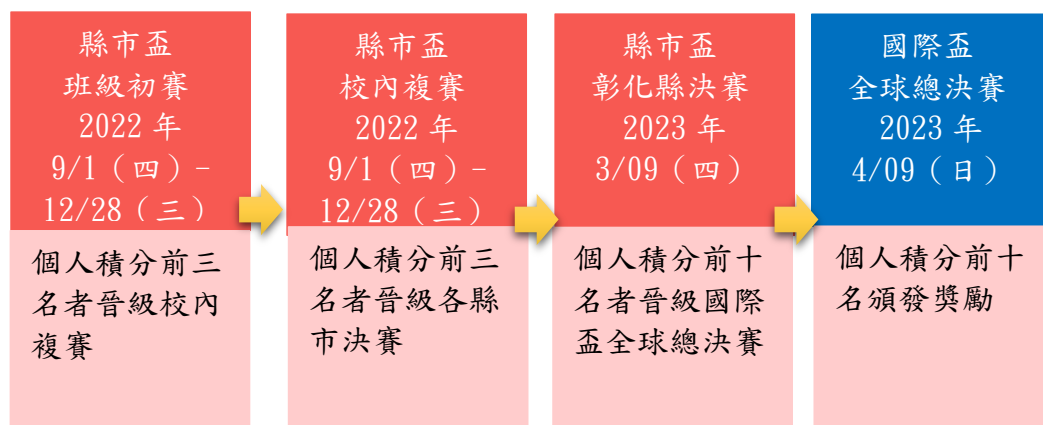 縣市盃
班級初賽
2022 年
9/1（四）-
12/28（三）
個人積分前三
名者晉級校內
複賽
縣市盃
校內複賽
2022 年
9/1（四）-
12/28（三）
個人積分前三
名者晉級各縣
市決賽
縣市盃
彰化縣決賽
2023 年
3/09（四）
個人積分前十
名者晉級國際
盃全球總決賽
國際盃
全球總決賽
2023 年
4/09（日）
個人積分前十
名頒發獎勵